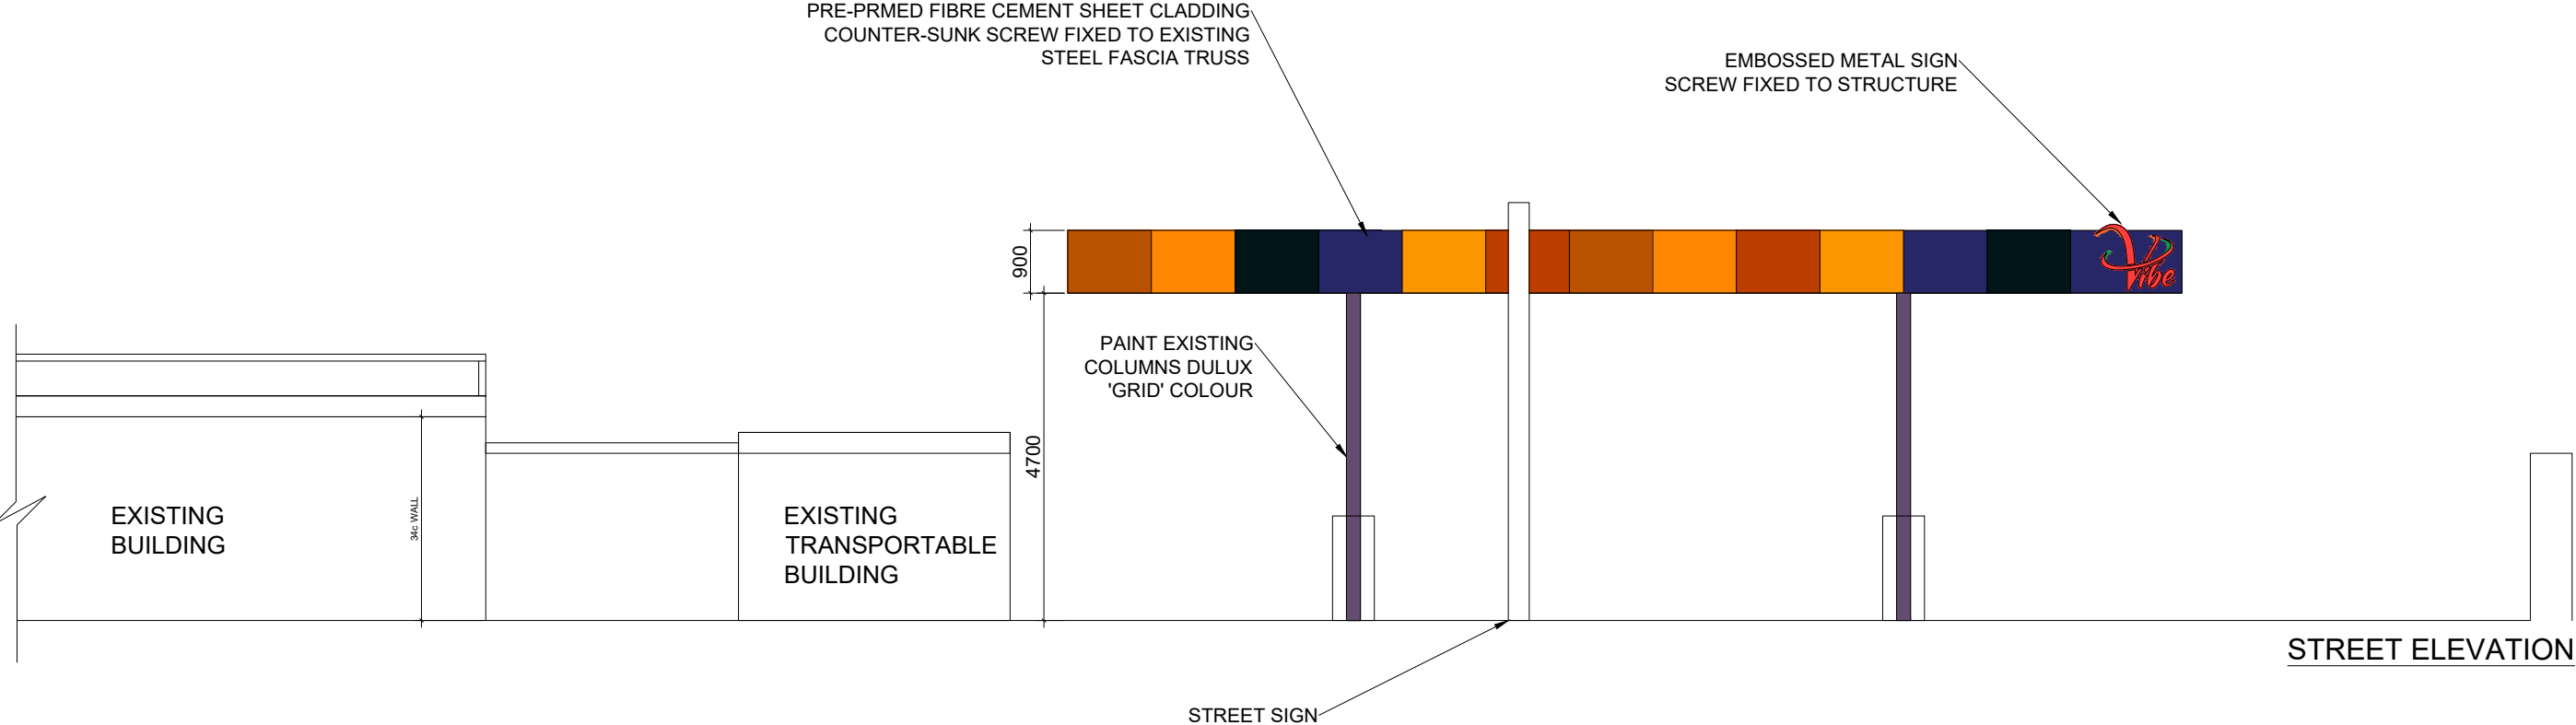 PRE-PRMED FIBRE CEMENT SHEET CLADDING
COUNTER-SUNK SCREW FIXED TO EXISTING
STEEL FASCIA TRUSS
EMBOSSED METAL SIGN
SCREW FIXED TO STRUCTURE
900
Vibe
PAINT EXISTING
COLUMNS DULUX
'GRID' COLOUR
4700
34c WALL
EXISTING
BUILDING
EXISTING
TRANSPORTABLE
BUILDING
STREET ELEVATION
STREET SIGN